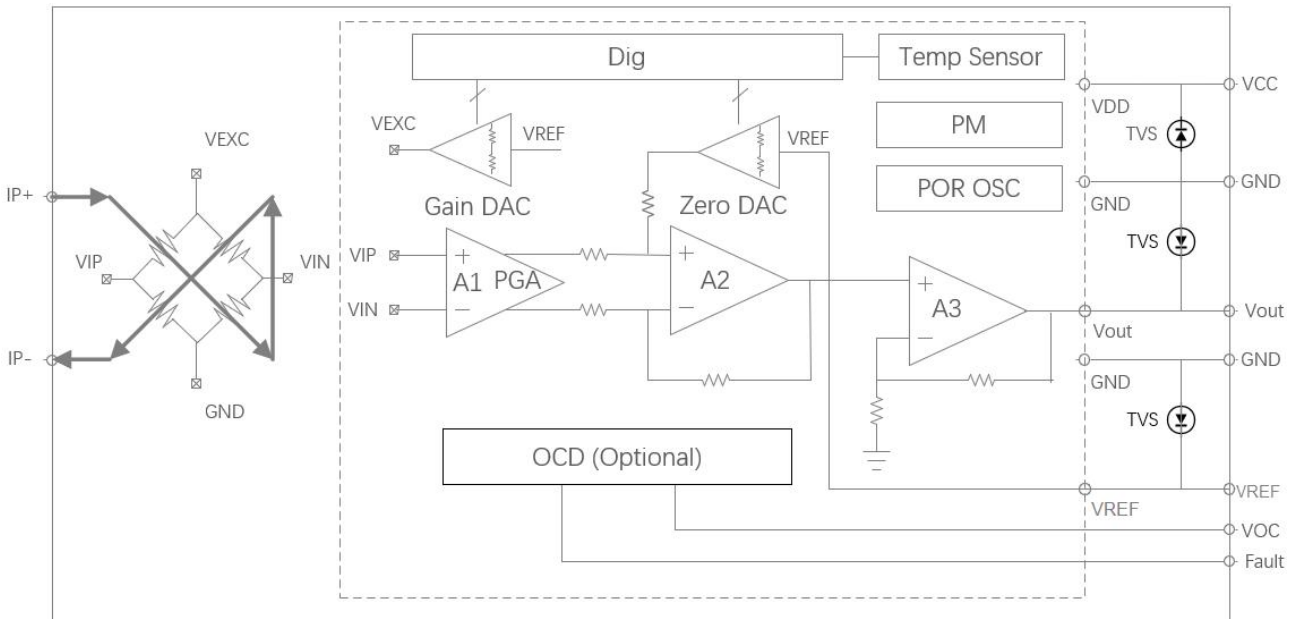 Dig
Temp Sensor
VCC
VDD
VEXC
VREF
VREF
PM
TVS
VEXC
IP+
GND
POR OSC
Gain DAC
Zero DAC
GND
TVS
VIP
VIN
VIP
+
A1
PGA
+
A2
+
A3
VIN
−
−
−
Vout
Vout
IP-
GND
GND
GND
TVS
OCD (Optional)
VREF
VREF
VOC
Fault